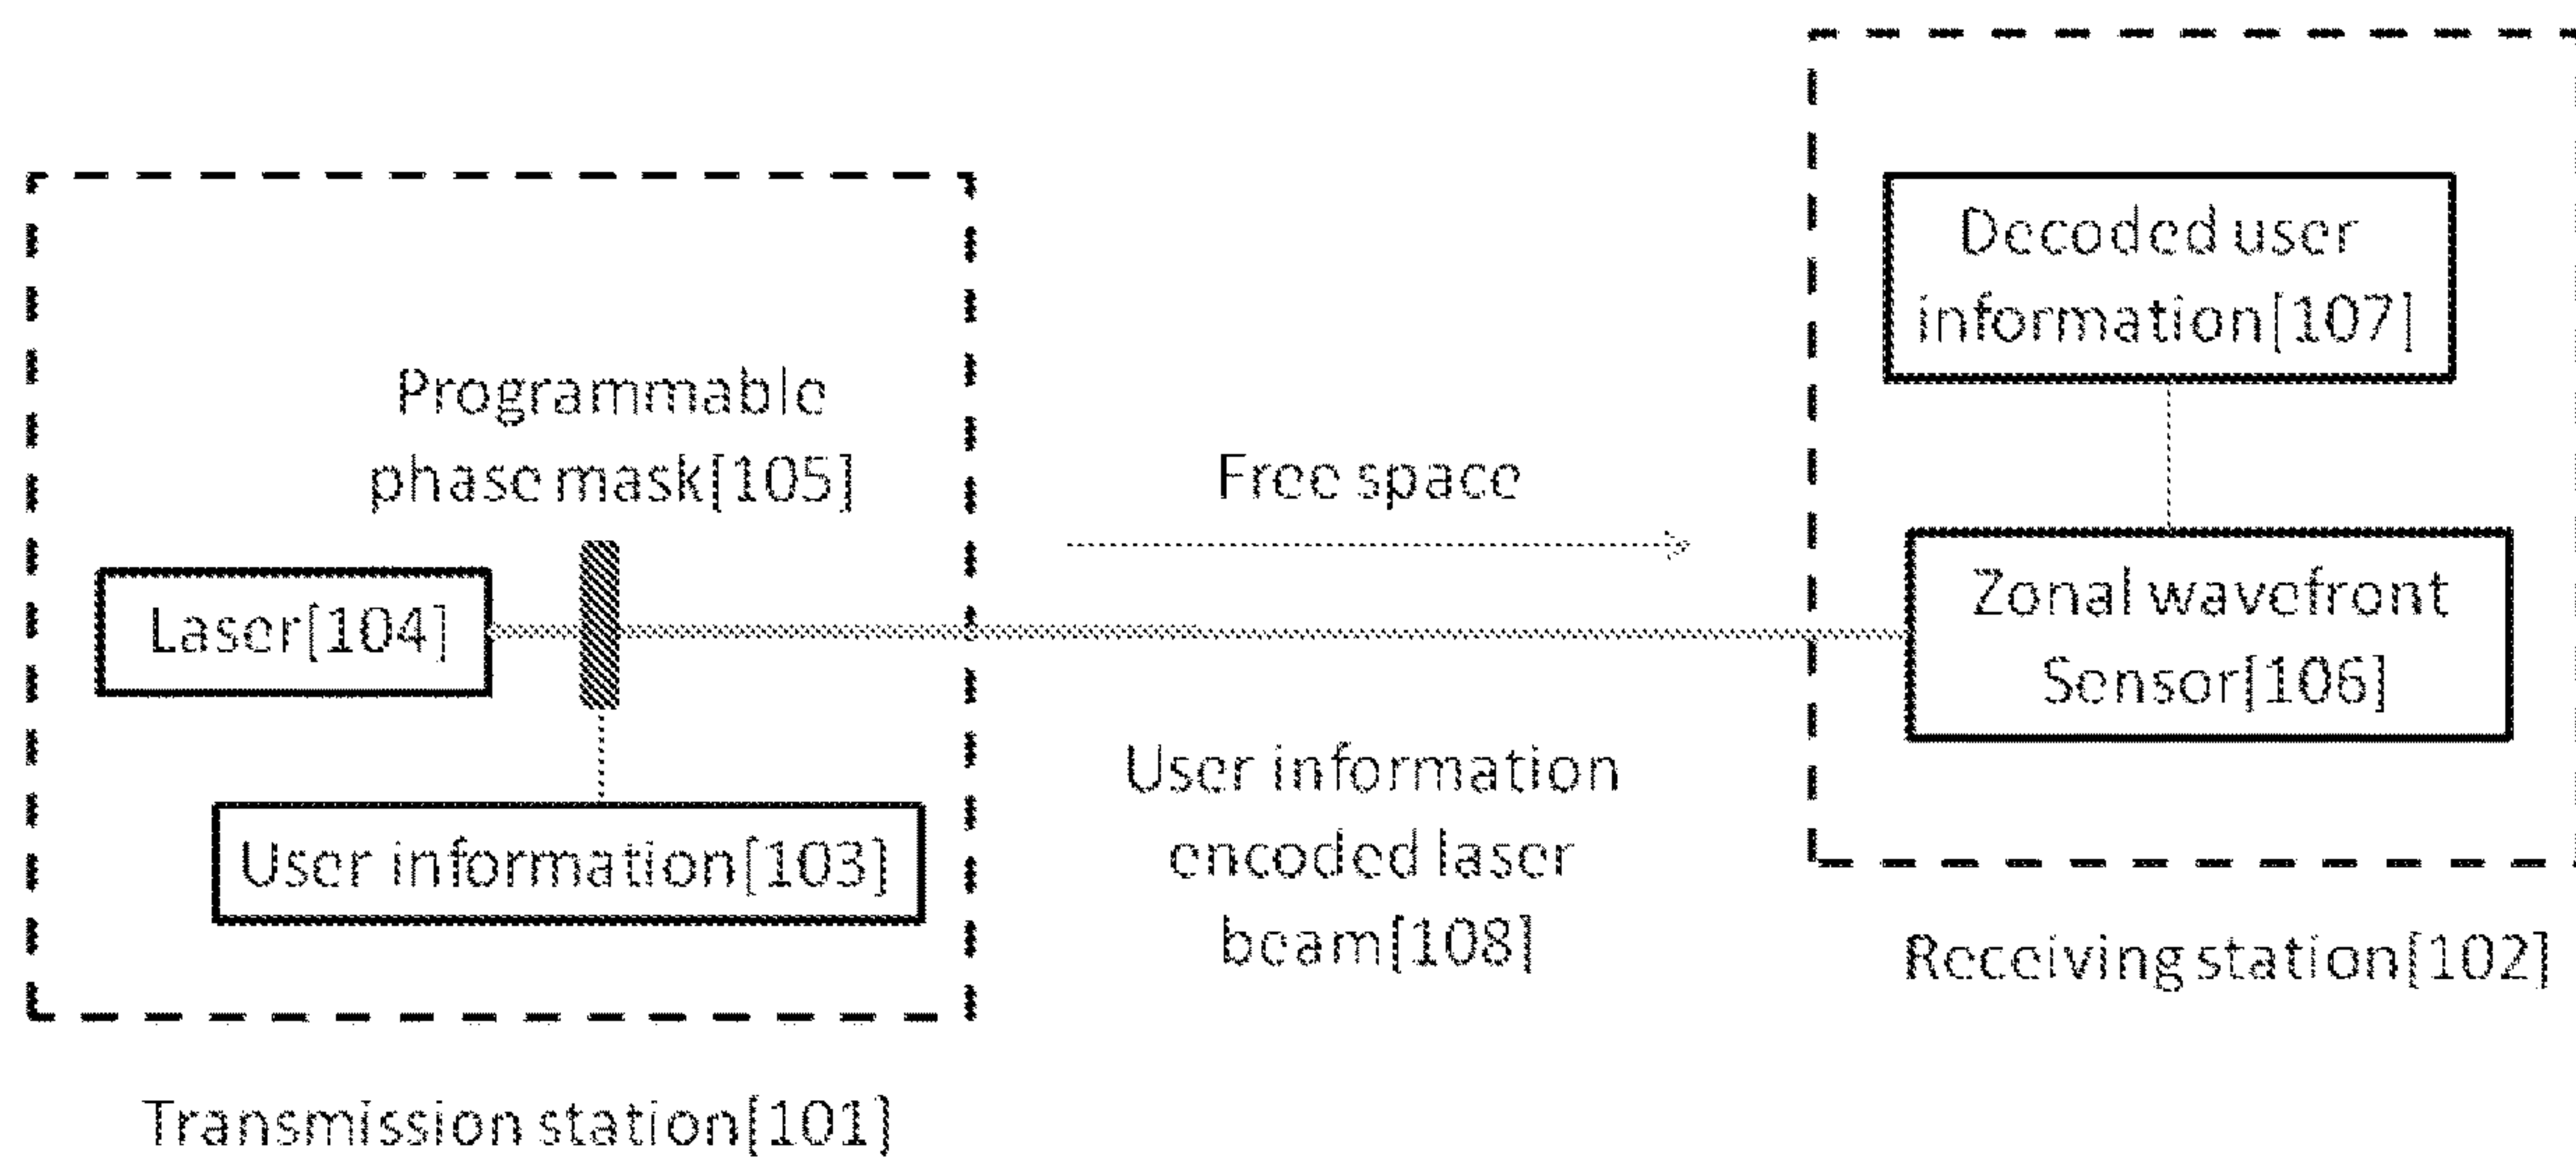 Programmable
phase mask[105]
Laser[104]
User information[103]
Transmission station[101]
Free space
User information
encoded laser
beam[108]
Decoded user
information[107]
Zonal wavefront
Sensor[106]
Receiving station[102]